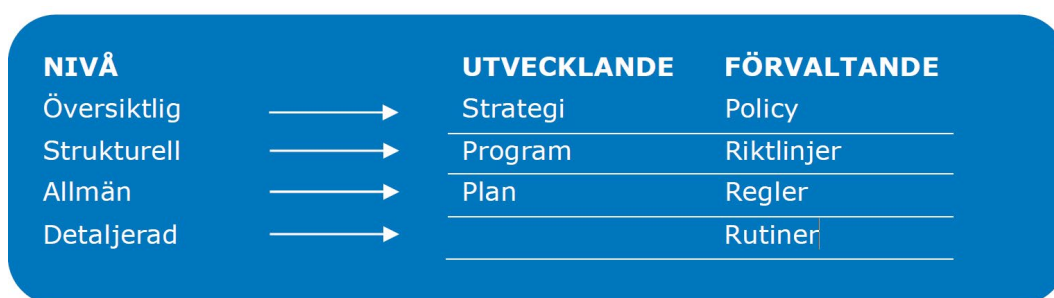 NIVÅ UTVECKLANDE FÖRVALTANDE
Översiktlig Strategi Policy
Strukturell Program Riktlinjer
Allmän Plan Regler
Detaljerad Rutiner